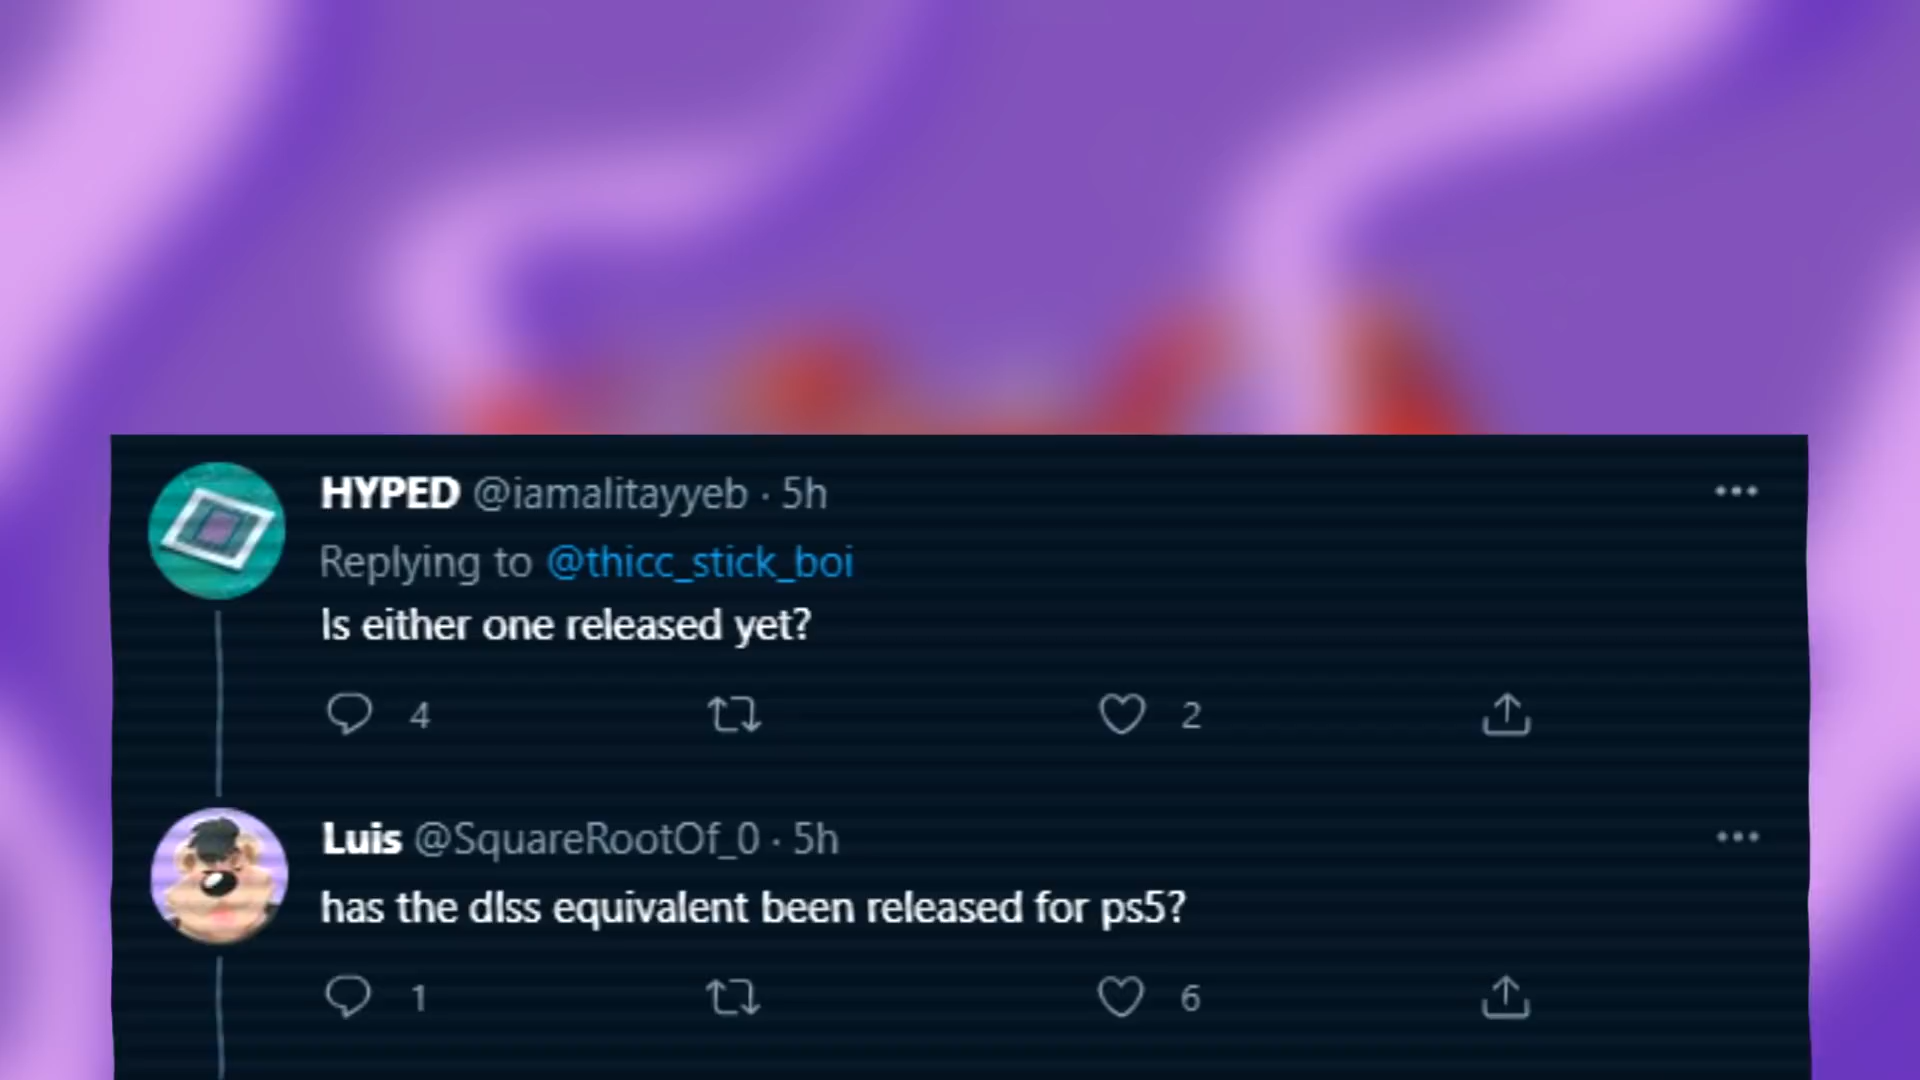 HYPED @iamalitayyeb · 5h
Replying to @thicc_stick_boi
Is either one released yet?
4 2
Luis @SquareRootOf_0 · 5h
has the dlss equivalent been released for ps5?
1 6